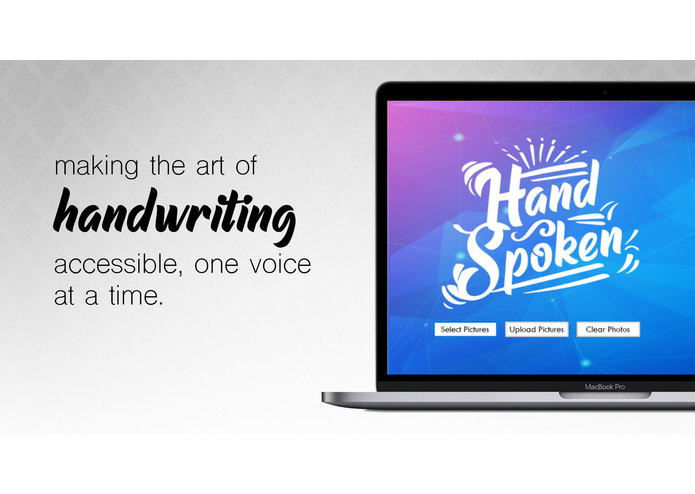 making the art of
handwriting
accessible, one voice
at a time.
Hand
Spoken
Select Pictures
Upload Pictures
Clear Photos
MacBook Pro